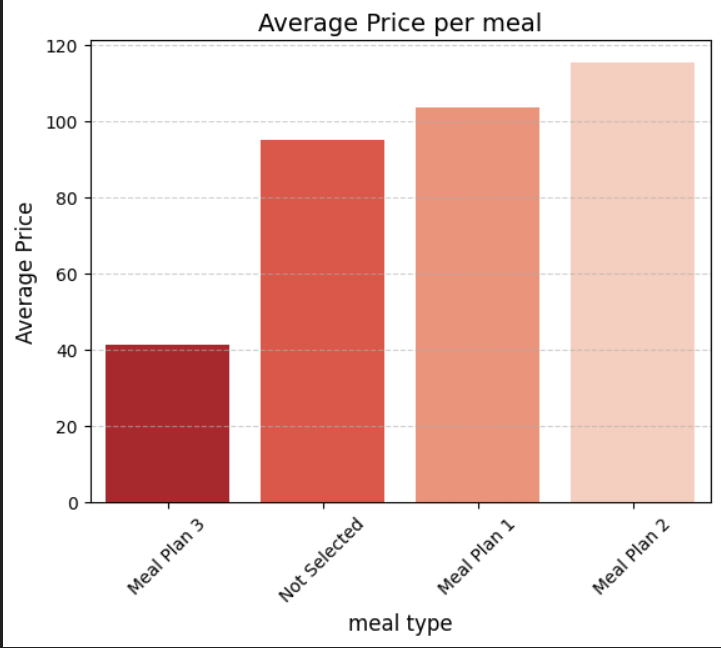 Average Price per meal
Average Price
120
100
80
60
40
20
0
Meal Plan 3
Not Selected
Meal Plan 1
Meal Plan 2
meal type